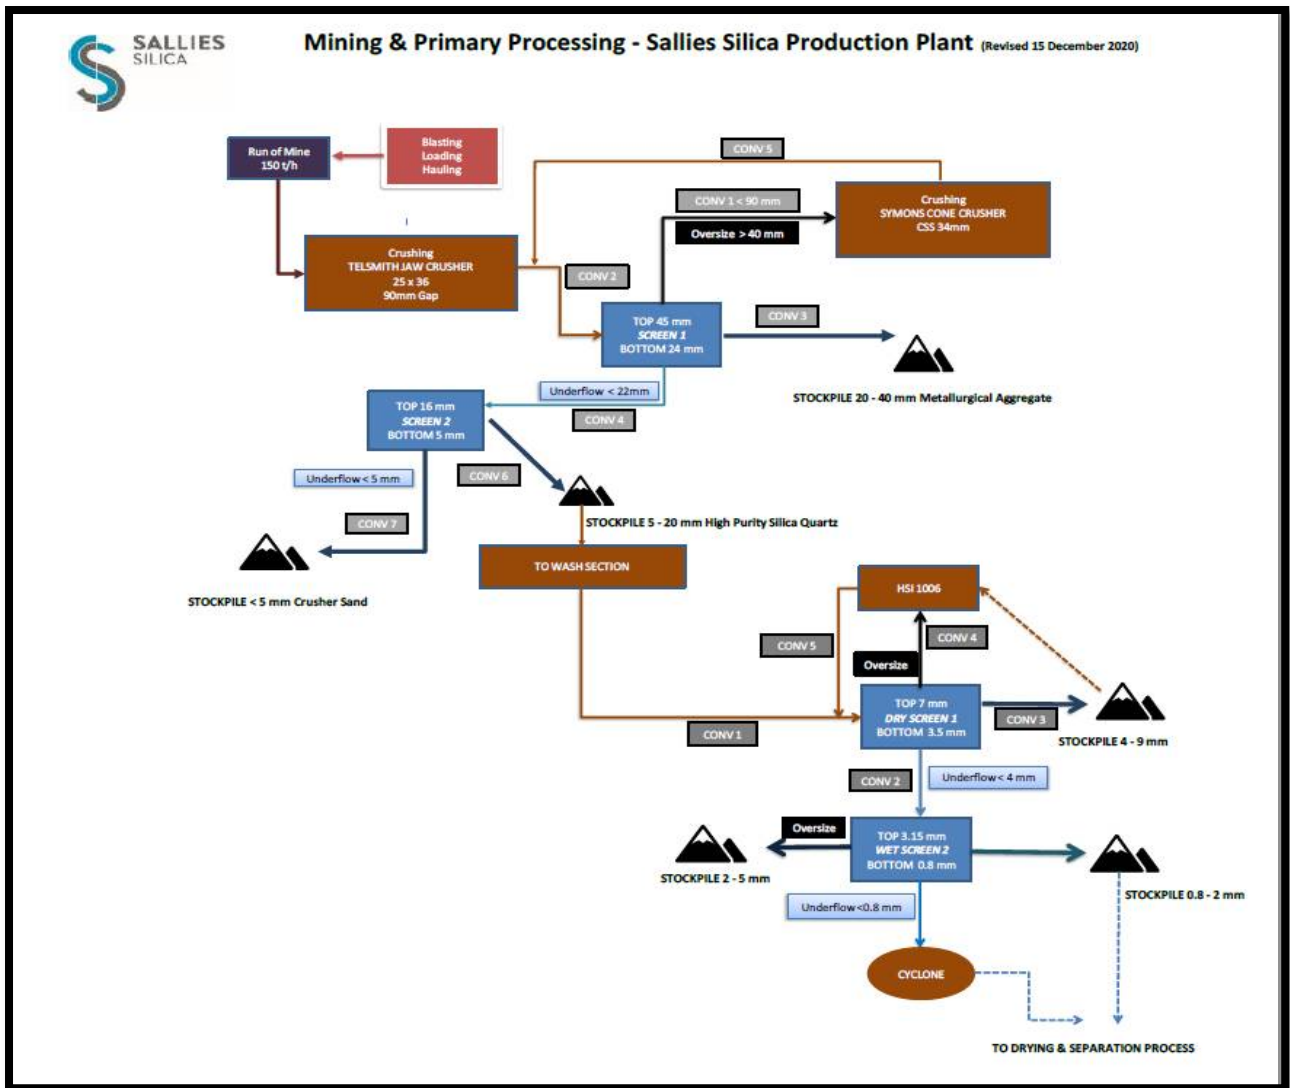 SALLIES
SILICA
Mining & Primary Processing - Sallies Silica Production Plant (Revised 15 December 2020)
Run of Mine
150 t/h
Blasting
Loading
Hauling
CONV 5
CONV 1 < 90 mm
Oversize > 40 mm
Crushing
SYMONS CONE CRUSHER
CSS 34mm
Crushing
TELSMITH JAW CRUSHER
25 x 36
90mm Gap
CONV 2
TOP 45 mm
SCREEN 1
BOTTOM 24 mm
CONV 3
STOCKPILE 20 - 40 mm Metallurgical Aggregate
Underflow < 22mm
CONV 4
TOP 16 mm
SCREEN 2
BOTTOM 5 mm
Underflow < 5 mm
CONV 6
CONV 7
STOCKPILE 5 - 20 mm High Purity Silica Quartz
STOCKPILE < 5 mm Crusher Sand
TO WASH SECTION
HSI 1006
CONV 5
CONV 4
Oversize
TOP 7 mm
DRY SCREEN 1
BOTTOM 3.5 mm
CONV 1
CONV 3
STOCKPILE 4 - 9 mm
CONV 2
Underflow< 4 mm
Oversize
TOP 3.15 mm
WET SCREEN 2
BOTTOM 0.8 mm
STOCKPILE 2 - 5 mm
STOCKPILE 0.8 - 2 mm
Underflow<0.8 mm
CYCLONE
TO DRYING & SEPARATION PROCESS